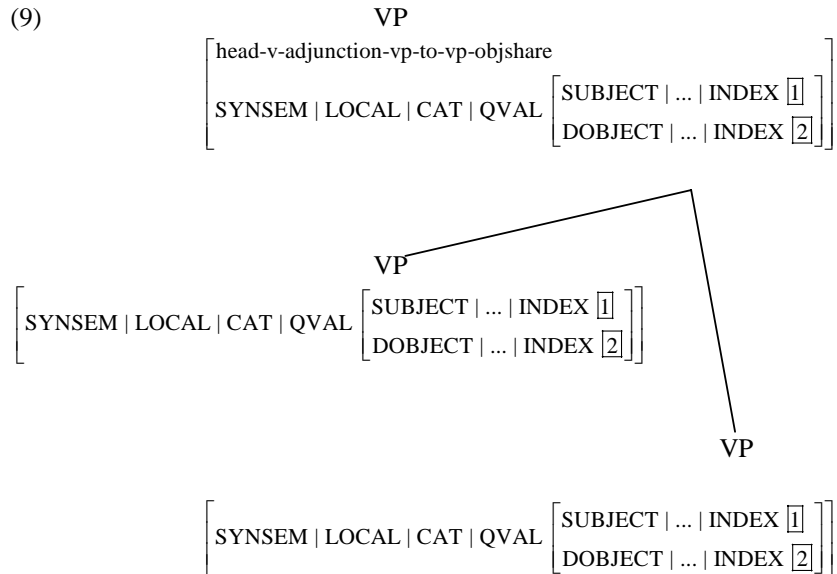 (9) VP
head-v-adjunction-vp-to-vp-objshare
SYNSEM | LOCAL | CAT | QVAL
SUBJECT | ... | INDEX 1
DOBJECT | ... | INDEX 2
VP
SYNSEM | LOCAL | CAT | QVAL
SUBJECT | ... | INDEX 1
DOBJECT | ... | INDEX 2
VP
SYNSEM | LOCAL | CAT | QVAL
SUBJECT | ... | INDEX 1
DOBJECT | ... | INDEX 2